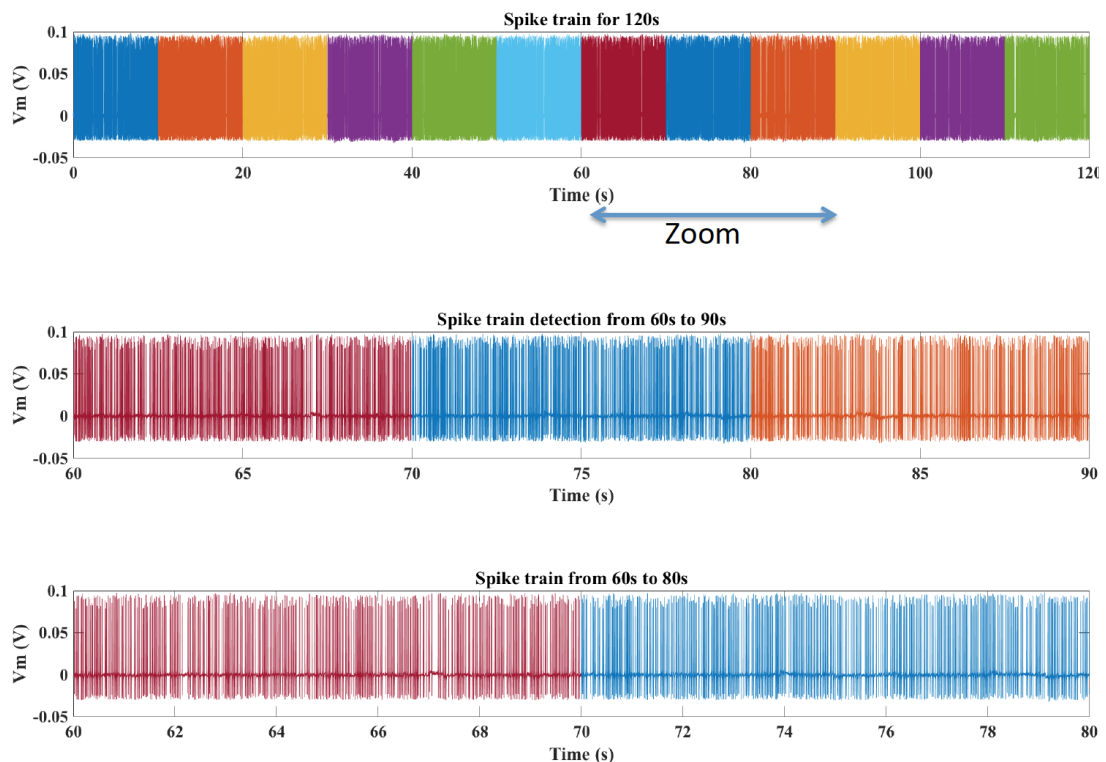 Spike train for 120s
0.1
0.05
0
-0.05
Vm (V)
0 20 40 60 80 100 120
Time (s)
Zoom
Spike train detection from 60s to 90s
0.1
0.05
0
-0.05
Vm (V)
60 65 70 75 80 85 90
Time (s)
Spike train from 60s to 80s
0.1
0.05
0
-0.05
Vm (V)
60 62 64 66 68 70 72 74 76 78 80
Time (s)